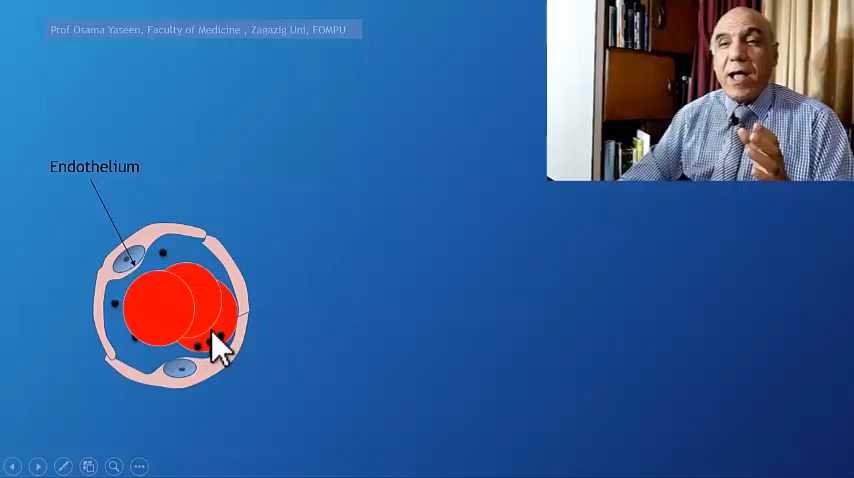 Prof Osama Yaseen, Faculty of Medicine , Zagazig Uni, FOMPU
Endothelium